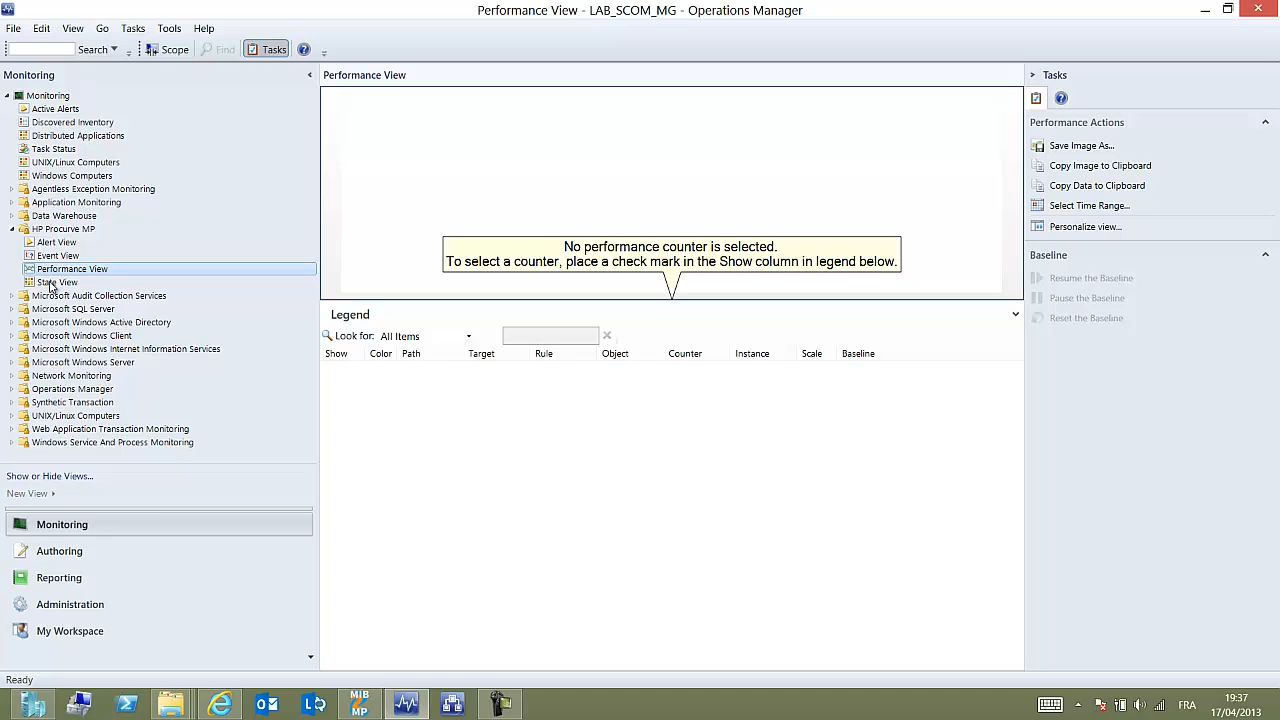 Performance View - LAB_SCOM_MG - Operations Manager
File Edit View Go Tasks Tools Help
Search Scope Find Tasks
Monitoring
Monitoring
Active Alerts
Discovered Inventory
Distributed Applications
Task Status
UNIX/Linux Computers
Windows Computers
Agentless Exception Monitoring
Application Monitoring
Data Warehouse
HP Procurve MP
Alert View
Event View
Performance View
State View
Microsoft Audit Collection Services
Microsoft SQL Server
Microsoft Windows Active Directory
Microsoft Windows Client
Microsoft Windows Internet Information Services
Microsoft Windows Server
Network Monitoring
Operations Manager
Synthetic Transaction
UNIX/Linux Computers
Web Application Transaction Monitoring
Windows Service And Process Monitoring
Show or Hide Views...
New View
Monitoring
Authoring
Reporting
Administration
My Workspace
Performance View
No performance counter is selected.
To select a counter, place a check mark in the Show column in legend below.
Legend
Look for: All Items
Show Color Path Target Rule Object Counter Instance Scale Baseline
Tasks
Performance Actions
Save Image As...
Copy Image to Clipboard
Copy Data to Clipboard
Select Time Range...
Personalize view...
Baseline
Resume the Baseline
Pause the Baseline
Reset the Baseline
Ready
MiB
MP
FRA
19:37
17/04/2013